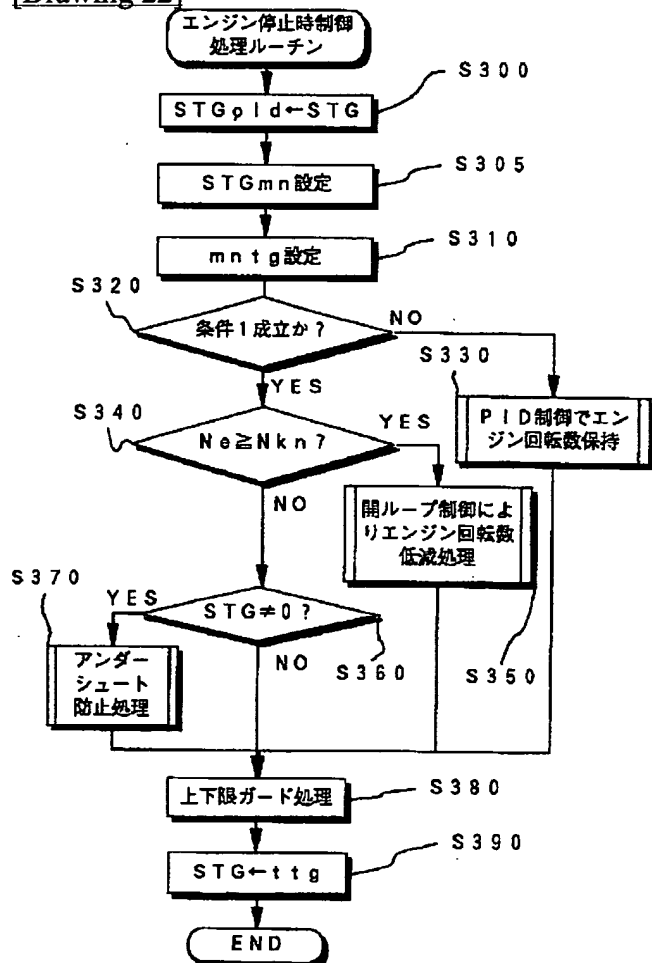 [Drawing 22]
エンジン停止時制御
処理ルーチン
S300
STGold←STG
S305
STGmn設定
S310
mntg設定
S320
条件1成立か?
NO
S330
YES
PID制御でエン
ジン回転数保持
S340
Ne≧Nkn?
YES
NO
開ループ制御によ
りエンジン回転数
低減処理
S350
S370
YES
STG≠0?
NO
S360
アンダー
シュート
防止処理
上下限ガード処理
S380
STG←ttg
S390
END